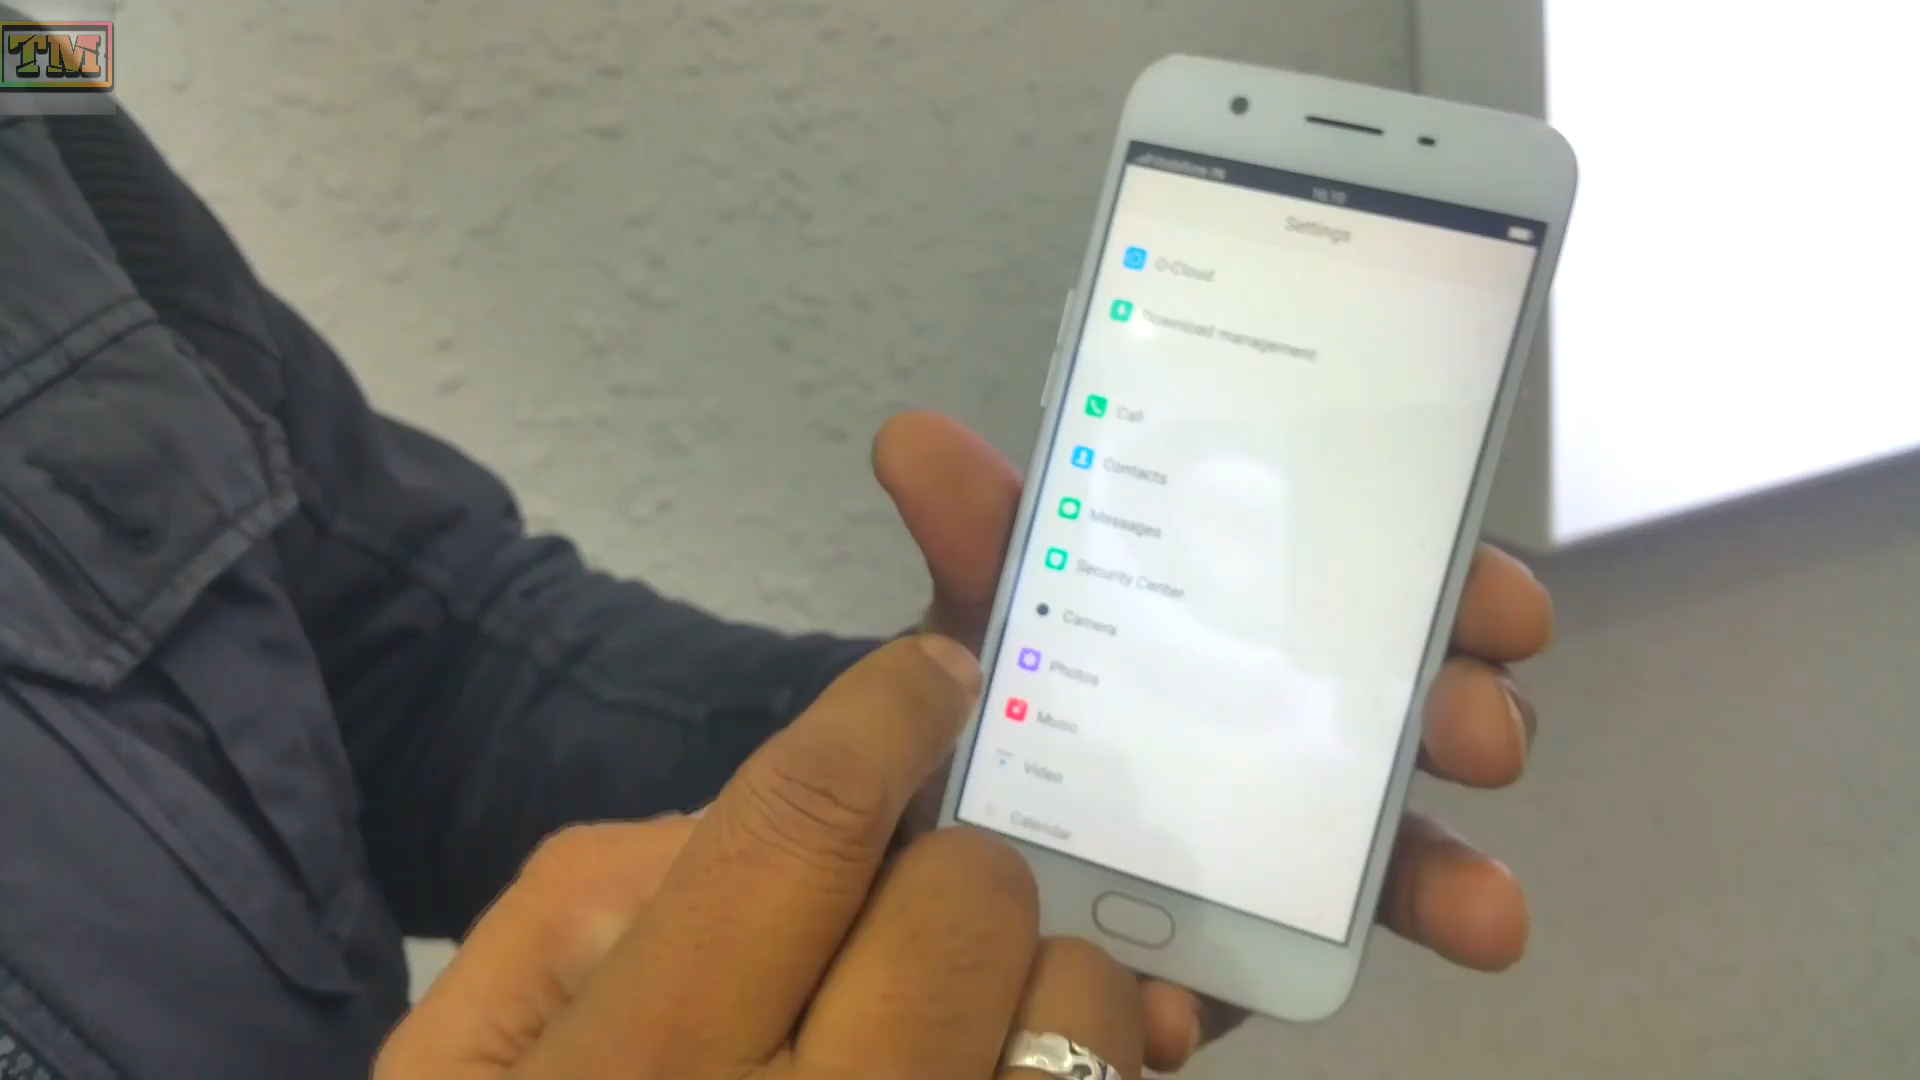 TM
Settings
O-Cloud
Download management
Call
Contacts
Messages
Security Center
Camera
Photos
Music
Video
Calendar